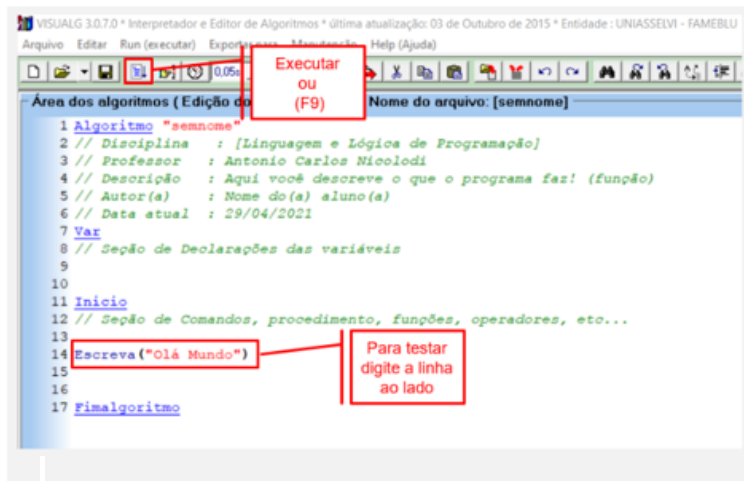 VISUALG 3.0.7.0 * Interpretador e Editor de Algoritmos * última atualização: 03 de Outubro de 2015 * Entidade : UNIASSELVI - FAMEBLU
Arquivo Editar Run (executar) Exportar para Manutenção Help (Ajuda)
0,05s
Executar
ou
(F9)
Área dos algoritmos ( Edição do Nome do arquivo: [semnome]
1 Algoritmo "semnome"
2 // Disciplina : [Linguagem e Lógica de Programação]
3 // Professor : Antonio Carlos Nicolodi
4 // Descrição : Aqui você descreve o que o programa faz! (função)
5 // Autor(a) : Nome do(a) aluno(a)
6 // Data atual : 29/04/2021
7 Var
8 // Seção de Declarações das variáveis
9
10
11 Inicio
12 // Seção de Comandos, procedimento, funções, operadores, etc...
13
14 Escreva("Olá Mundo")
Para testar
digite a linha
ao lado
15
16
17 Fimalgoritmo